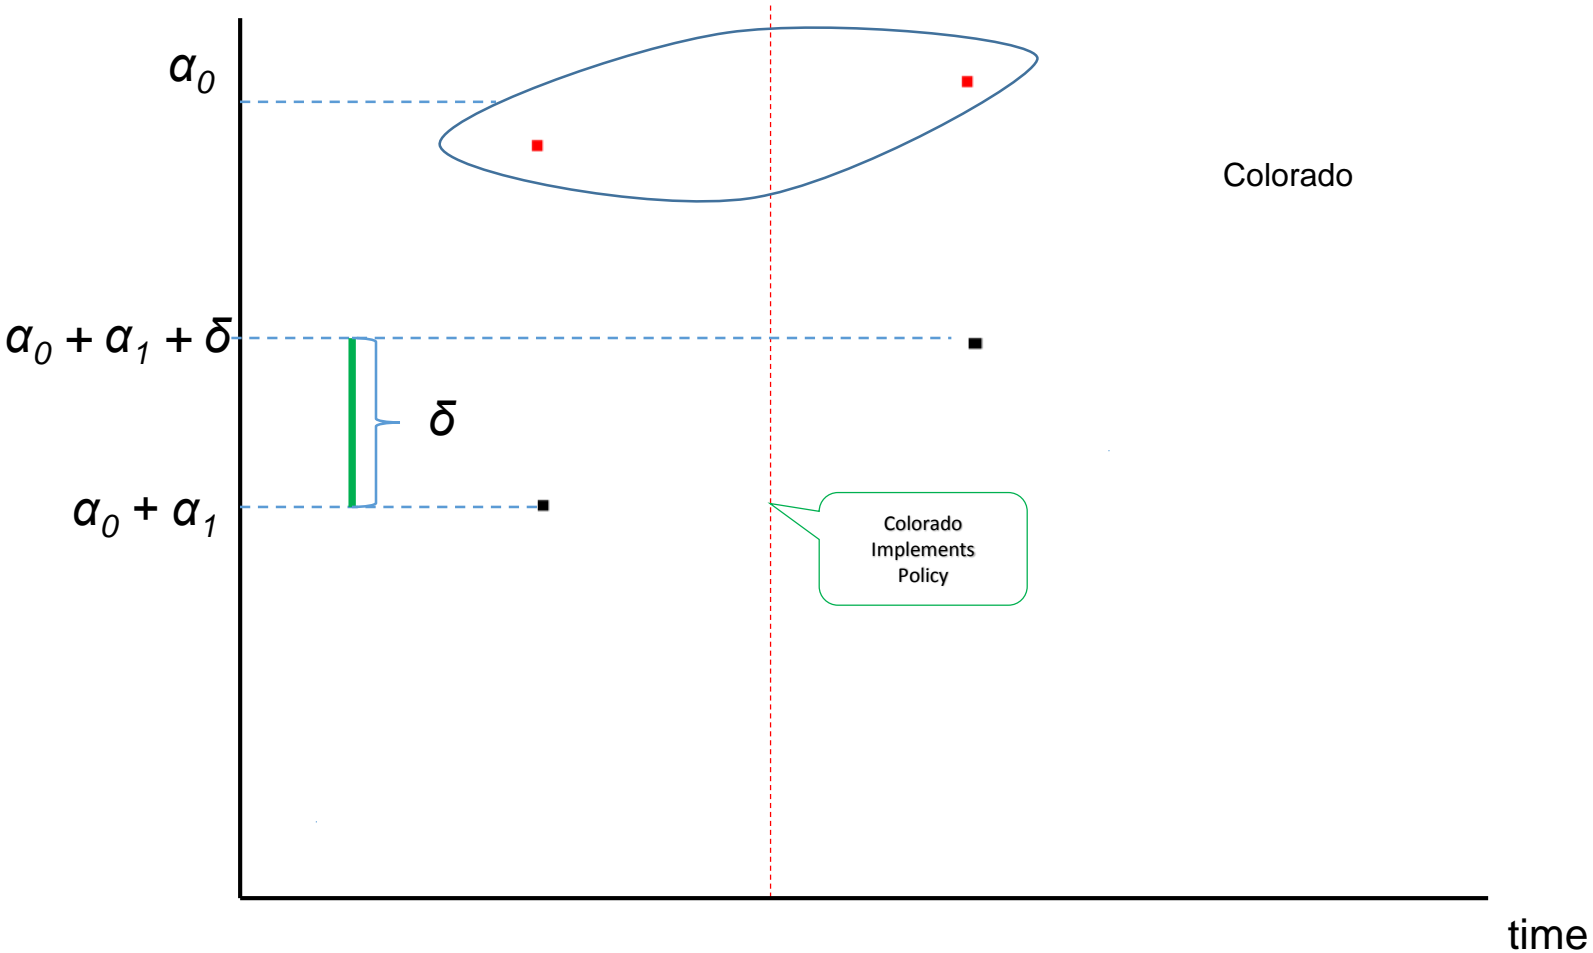 α₀
Colorado
α₀ + α₁ + δ
δ
α₀ + α₁
Colorado
Implements
Policy
time